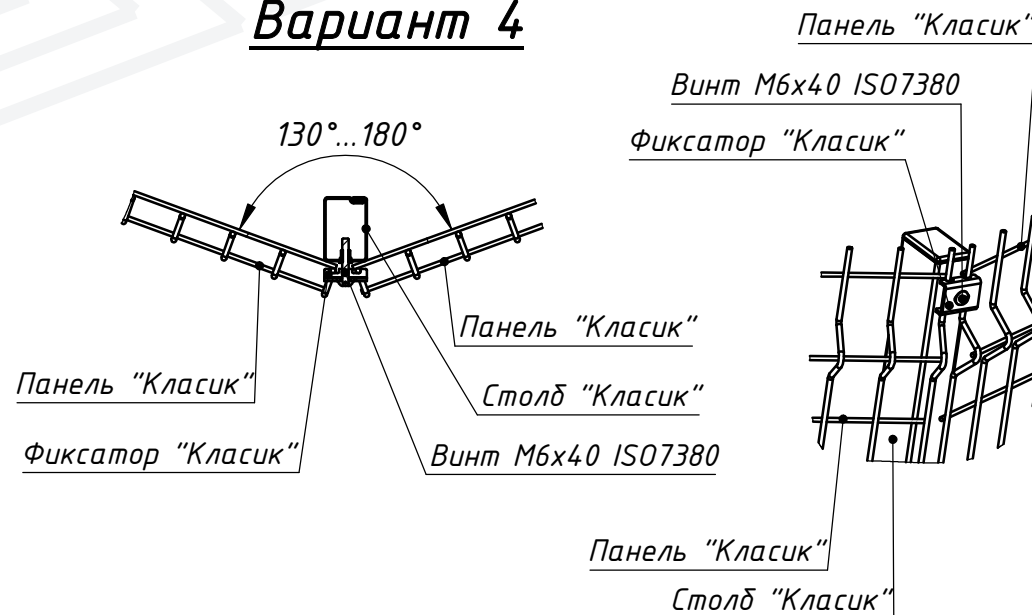 Вариант 4
130°...180°
Панель "Класик"
Столб "Класик"
Панель "Класик"
Фиксатор "Класик"
Винт М6х40 ISO7380
Панель "Класик"
Винт М6х40 ISO7380
Фиксатор "Класик"
Панель "Класик"
Столб "Класик"